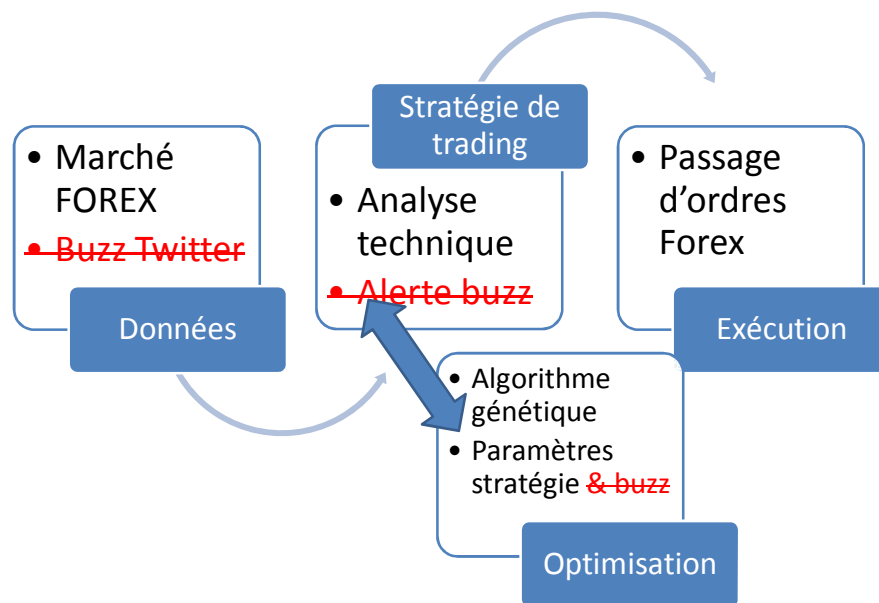 • Marché
FOREX
• Buzz Twitter
Données
Stratégie de
trading
• Analyse
technique
• Alerte buzz
• Passage
d’ordres
Forex
Exécution
• Algorithme
génétique
• Paramètres
stratégie & buzz
Optimisation